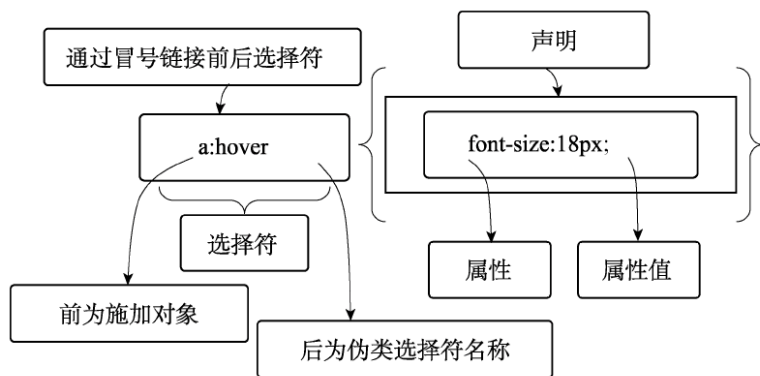 通过冒号链接前后选择符
声明
a:hover
font-size:18px;
选择符
属性
属性值
前为施加对象
后为伪类选择符名称